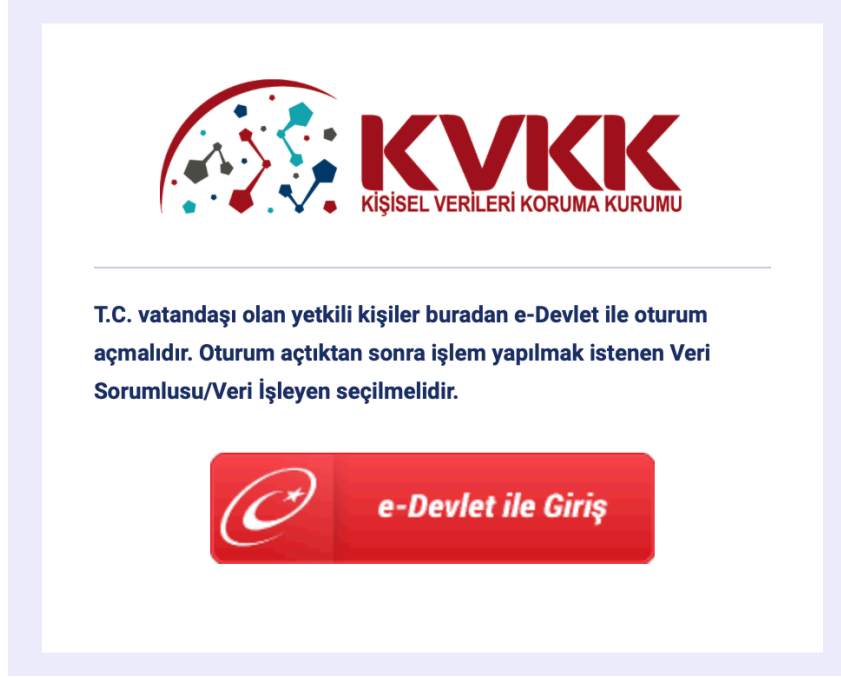 KVKK
KİŞİSEL VERİLERİ KORUMA KURUMU
T.C. vatandaşı olan yetkili kişiler buradan e-Devlet ile oturum
açmalıdır. Oturum açtıktan sonra işlem yapılmak istenen Veri
Sorumlusu/Veri İşleyen seçilmelidir.
e-Devlet ile Giriş